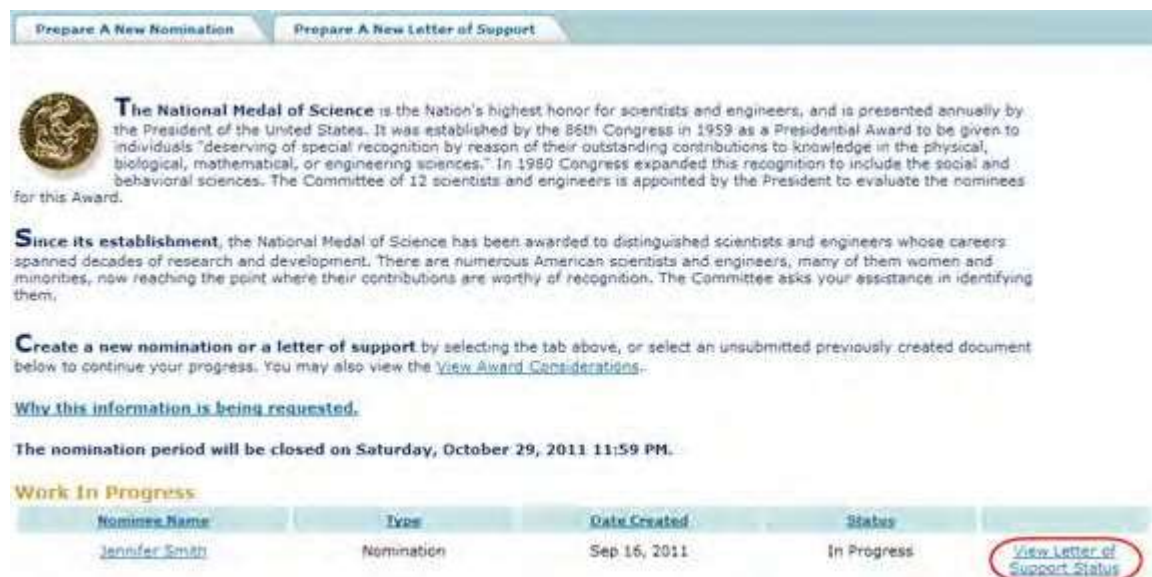 Prepare A New Nomination Prepare A New Letter of Support
The National Medal of Science is the Nation's highest honor for scientists and engineers, and is presented annually by
the President of the United States. It was established by the 86th Congress in 1959 as a Presidential Award to be given to
individuals "deserving of special recognition by reason of their outstanding contributions to knowledge in the physical,
biological, mathematical, or engineering sciences." In 1980 Congress expanded this recognition to include the social and
behavioral sciences. The Committee of 12 scientists and engineers is appointed by the President to evaluate the nominees
for this Award.
Since its establishment, the National Medal of Science has been awarded to distinguished scientists and engineers whose careers
spanned decades of research and development. There are numerous American scientists and engineers, many of them women and
minorities, now reaching the point where their contributions are worthy of recognition. The Committee asks your assistance in identifying
them.
Create a new nomination or a letter of support by selecting the tab above, or select an unsubmitted previously created document
below to continue your progress. You may also view the View Award Considerations.
Why this information is being requested.
The nomination period will be closed on Saturday, October 29, 2011 11:59 PM.
Work In Progress
Nominee Name Type Date Created Status
Jennifer Smith Nomination Sep 16, 2011 In Progress View Letter of
Support Status